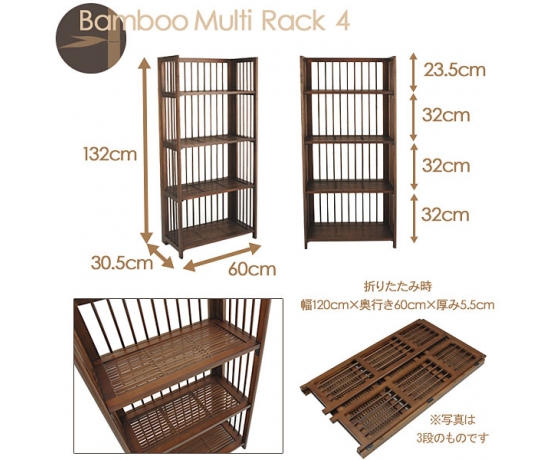 Bamboo Multi Rack 4
132cm
30.5cm
60cm
23.5cm
32cm
32cm
32cm
折りたたみ時
幅120cm×奥行き60cm×厚み5.5cm
※写真は
3段のものです